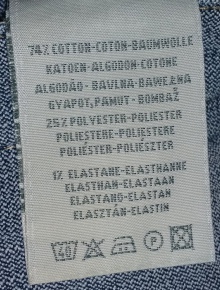 74% COTTON-COTON-BAUMWOLLE
KATOEN-ALGODON-COTONE
ALGODÃO-BAVLNA-BAWEŁNA
GYAPOT,PAMUT-BOMBAŽ
25% POLYESTER-POLIESTER
POLIESTERE-POLIESTERE
POLIÉSTER-POLIÉSZTER
1% ELASTANE-ELASTHANNE
ELASTHAN-ELASTAAN
ELASTANO-ELASTAN
ELASZTÁN-ELASTIN
40 P